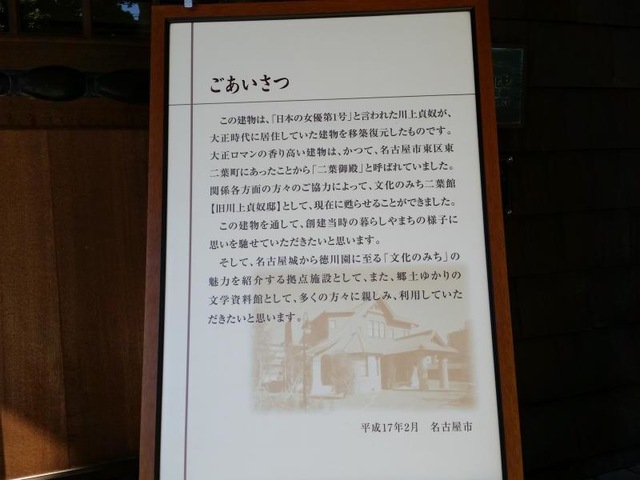 ごあいさつ
この建物は、「日本の女優第1号」と言われた川上貞奴が、
大正時代に居住していた建物を移築復元したものです。
大正ロマンの香り高い建物は、かつて、名古屋市東区東
二葉町にあったことから「二葉御殿」と呼ばれていました。
関係各方面の方々のご協力によって、文化のみち二葉館
【旧川上貞奴邸】として、現在に甦らせることができました。
この建物を通して、創建当時の暮らしやまちの様子に
思いを馳せていただきたいと思います。
そして、名古屋城から徳川園に至る「文化のみち」の
魅力を紹介する拠点施設として、また、郷土ゆかりの
文学資料館として、多くの方々に親しみ、利用していた
だきたいと思います。
平成17年2月　名古屋市